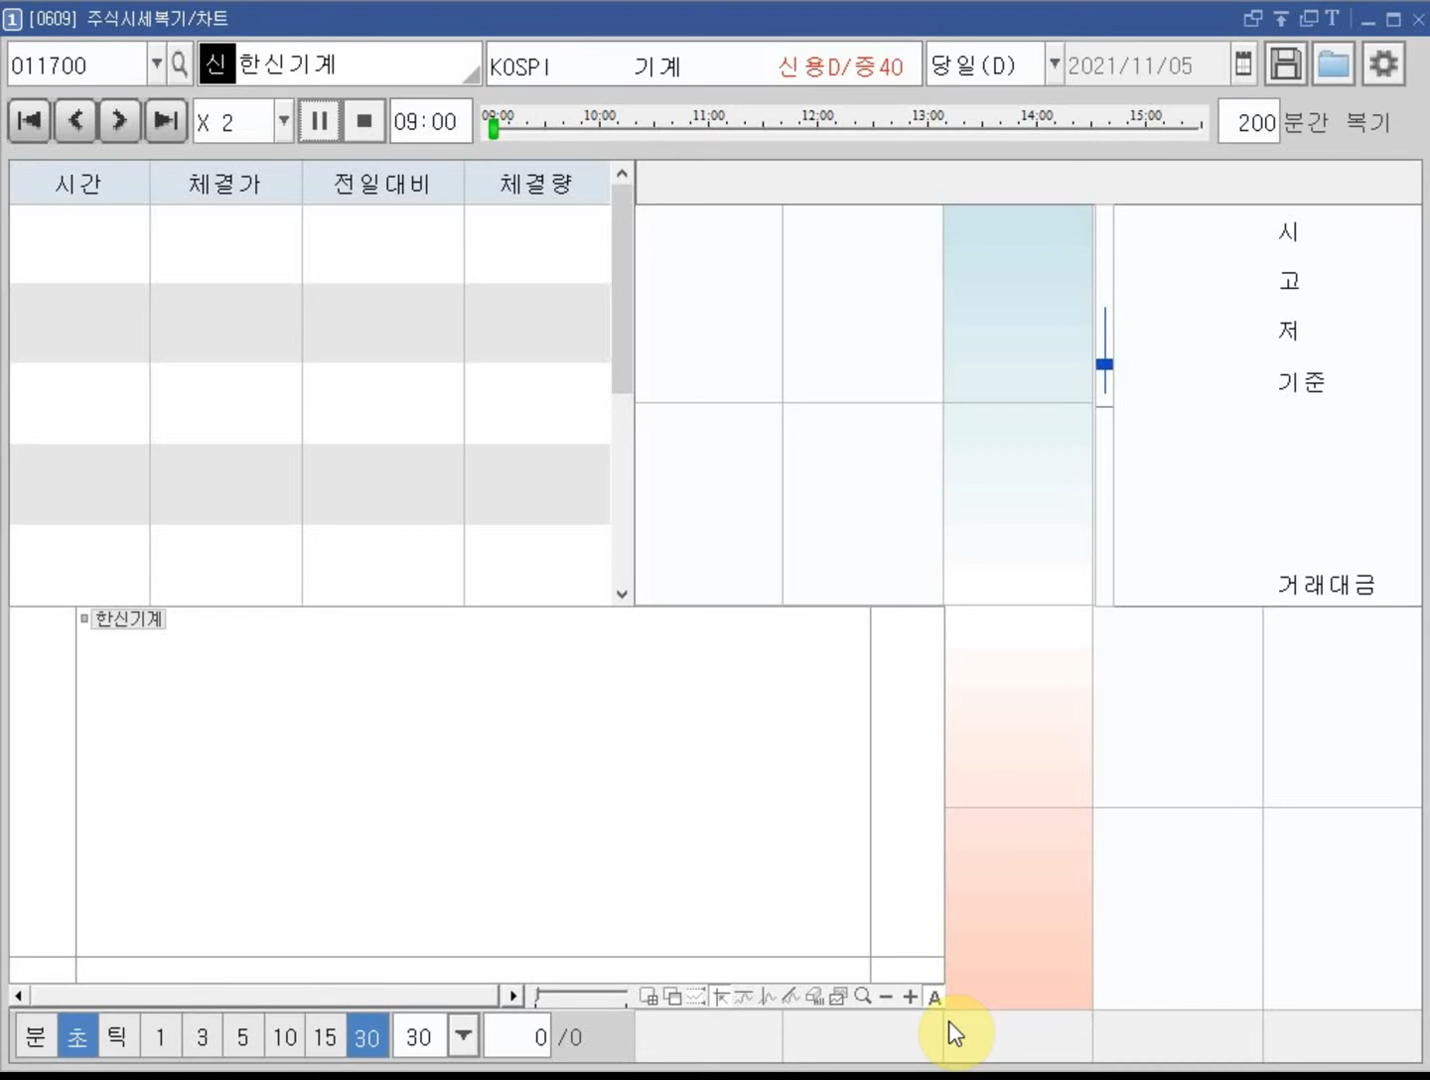 1 [0609] 주식시세복기/차트 T
011700 신 한신기계 KOSPI 기계 신용D/증40 당일(D) 2021/11/05
X 2 09:00 09:00 10:00 11:00 12:00 13:00 14:00 15:00 200 분간 복기
시간 체결가 전일대비 체결량
시
고
저
기준
거래대금
한신기계
A
분 초 틱 1 3 5 10 15 30 30 0 /0